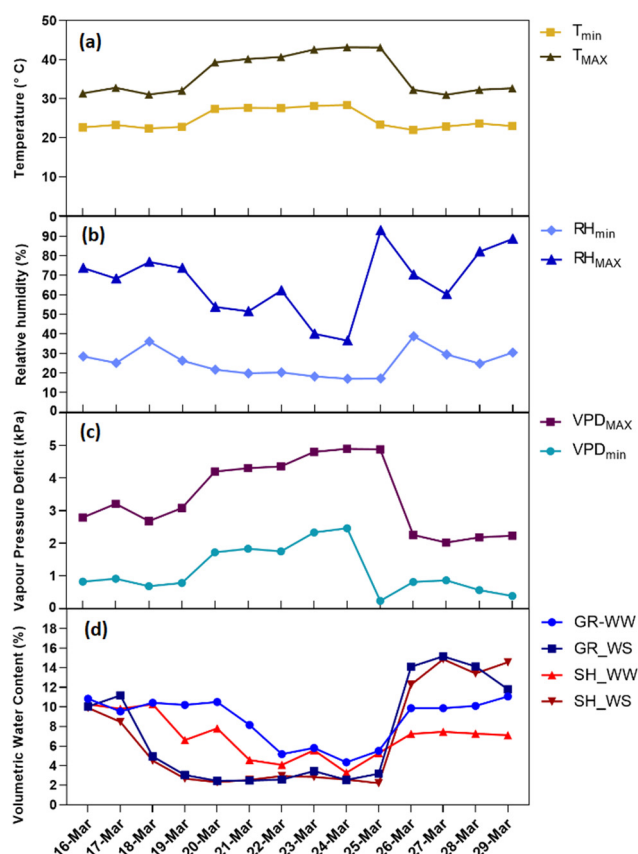 (a)
Temperature (° C)
50
40
30
20
10
0
Tmin
TMAX
(b)
Relative humidity (%)
90
80
70
60
50
40
30
20
10
0
RHmin
RHMAX
(c)
Vapour Pressure Deficit (kPa)
5
4
3
2
1
0
VPDMAX
VPDmin
(d)
Volumetric Water Content (%)
18
16
14
12
10
8
6
4
2
0
GR-WW
GR_WS
SH_WW
SH_WS
16-Mar
17-Mar
18-Mar
19-Mar
20-Mar
21-Mar
22-Mar
23-Mar
24-Mar
25-Mar
26-Mar
27-Mar
28-Mar
29-Mar